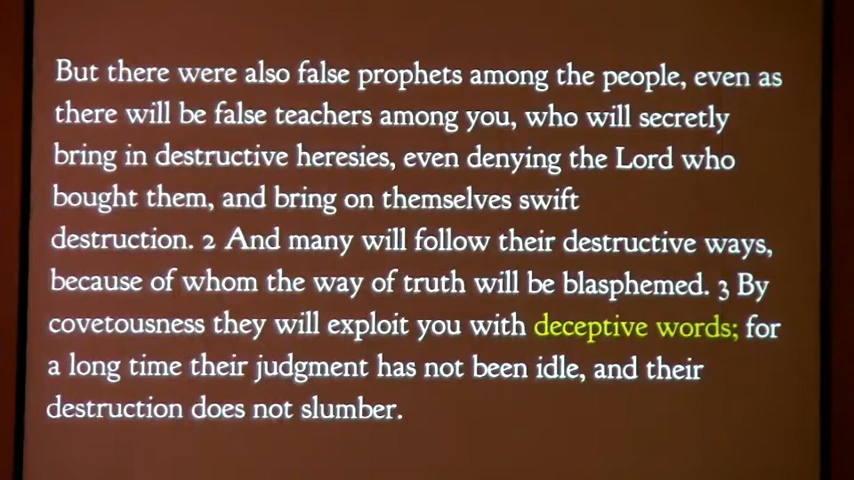 But there were also false prophets among the people, even as
there will be false teachers among you, who will secretly
bring in destructive heresies, even denying the Lord who
bought them, and bring on themselves swift
destruction. 2 And many will follow their destructive ways,
because of whom the way of truth will be blasphemed. 3 By
covetousness they will exploit you with deceptive words; for
a long time their judgment has not been idle, and their
destruction does not slumber.